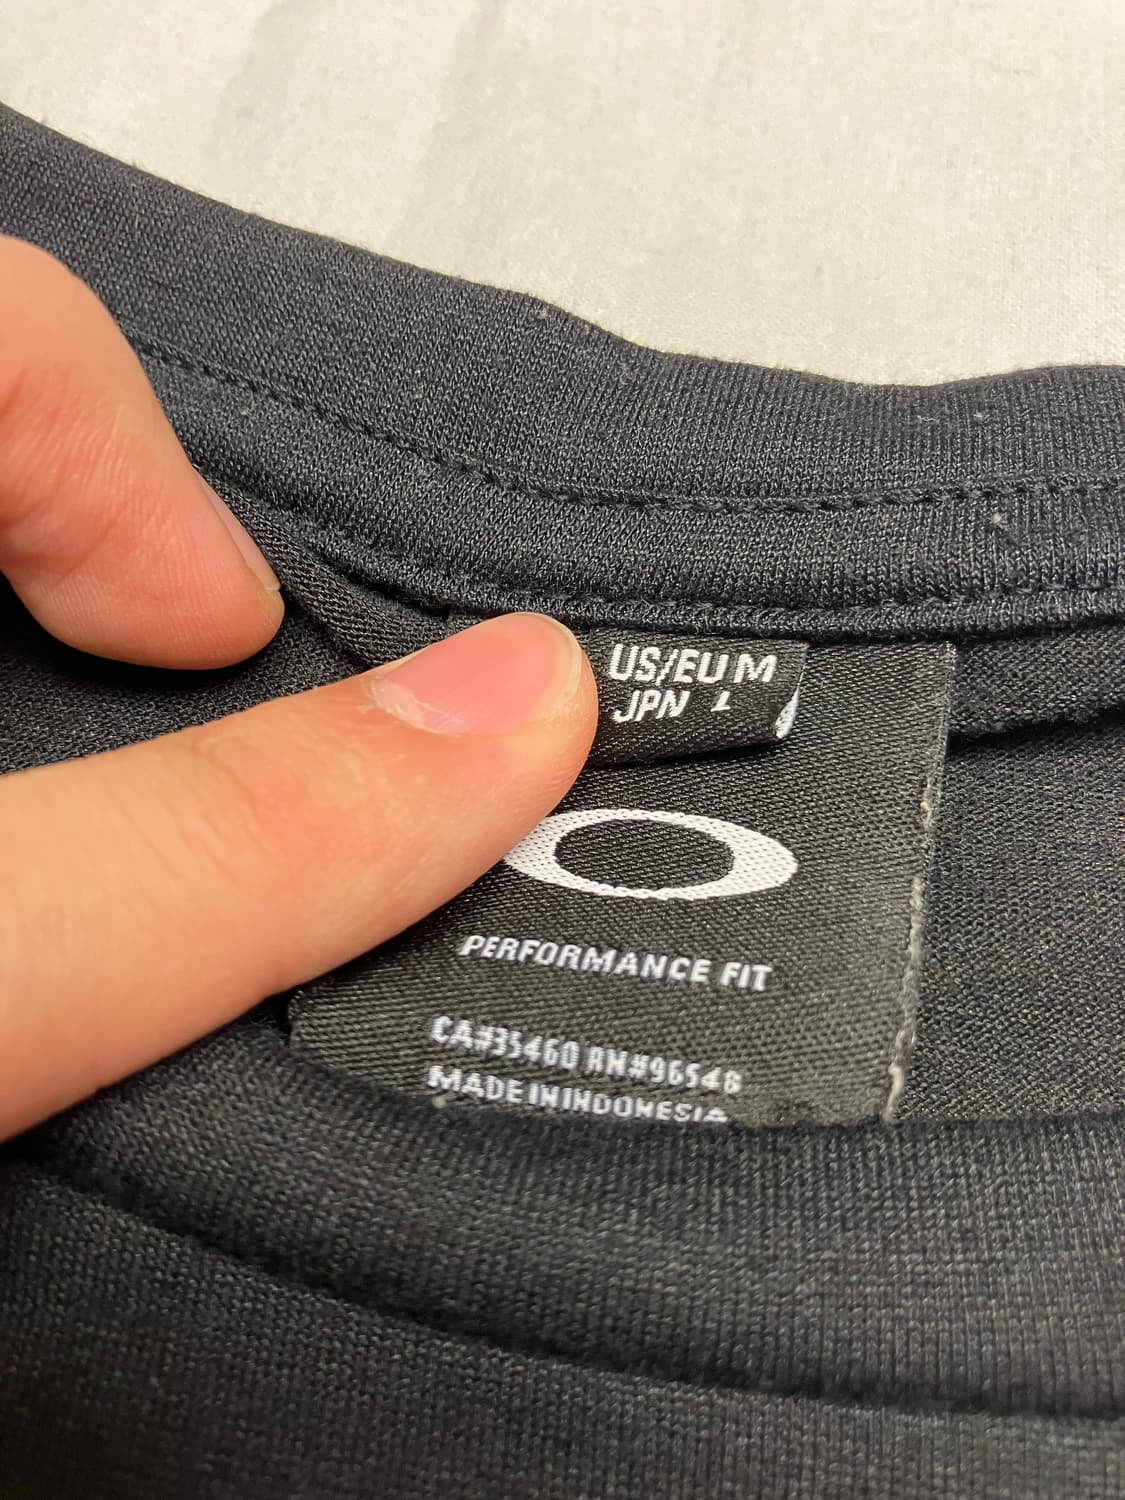 US/EU M
JPN L
PERFORMANCE FIT
CA#35460 RN#96548
MADE IN INDONESIA